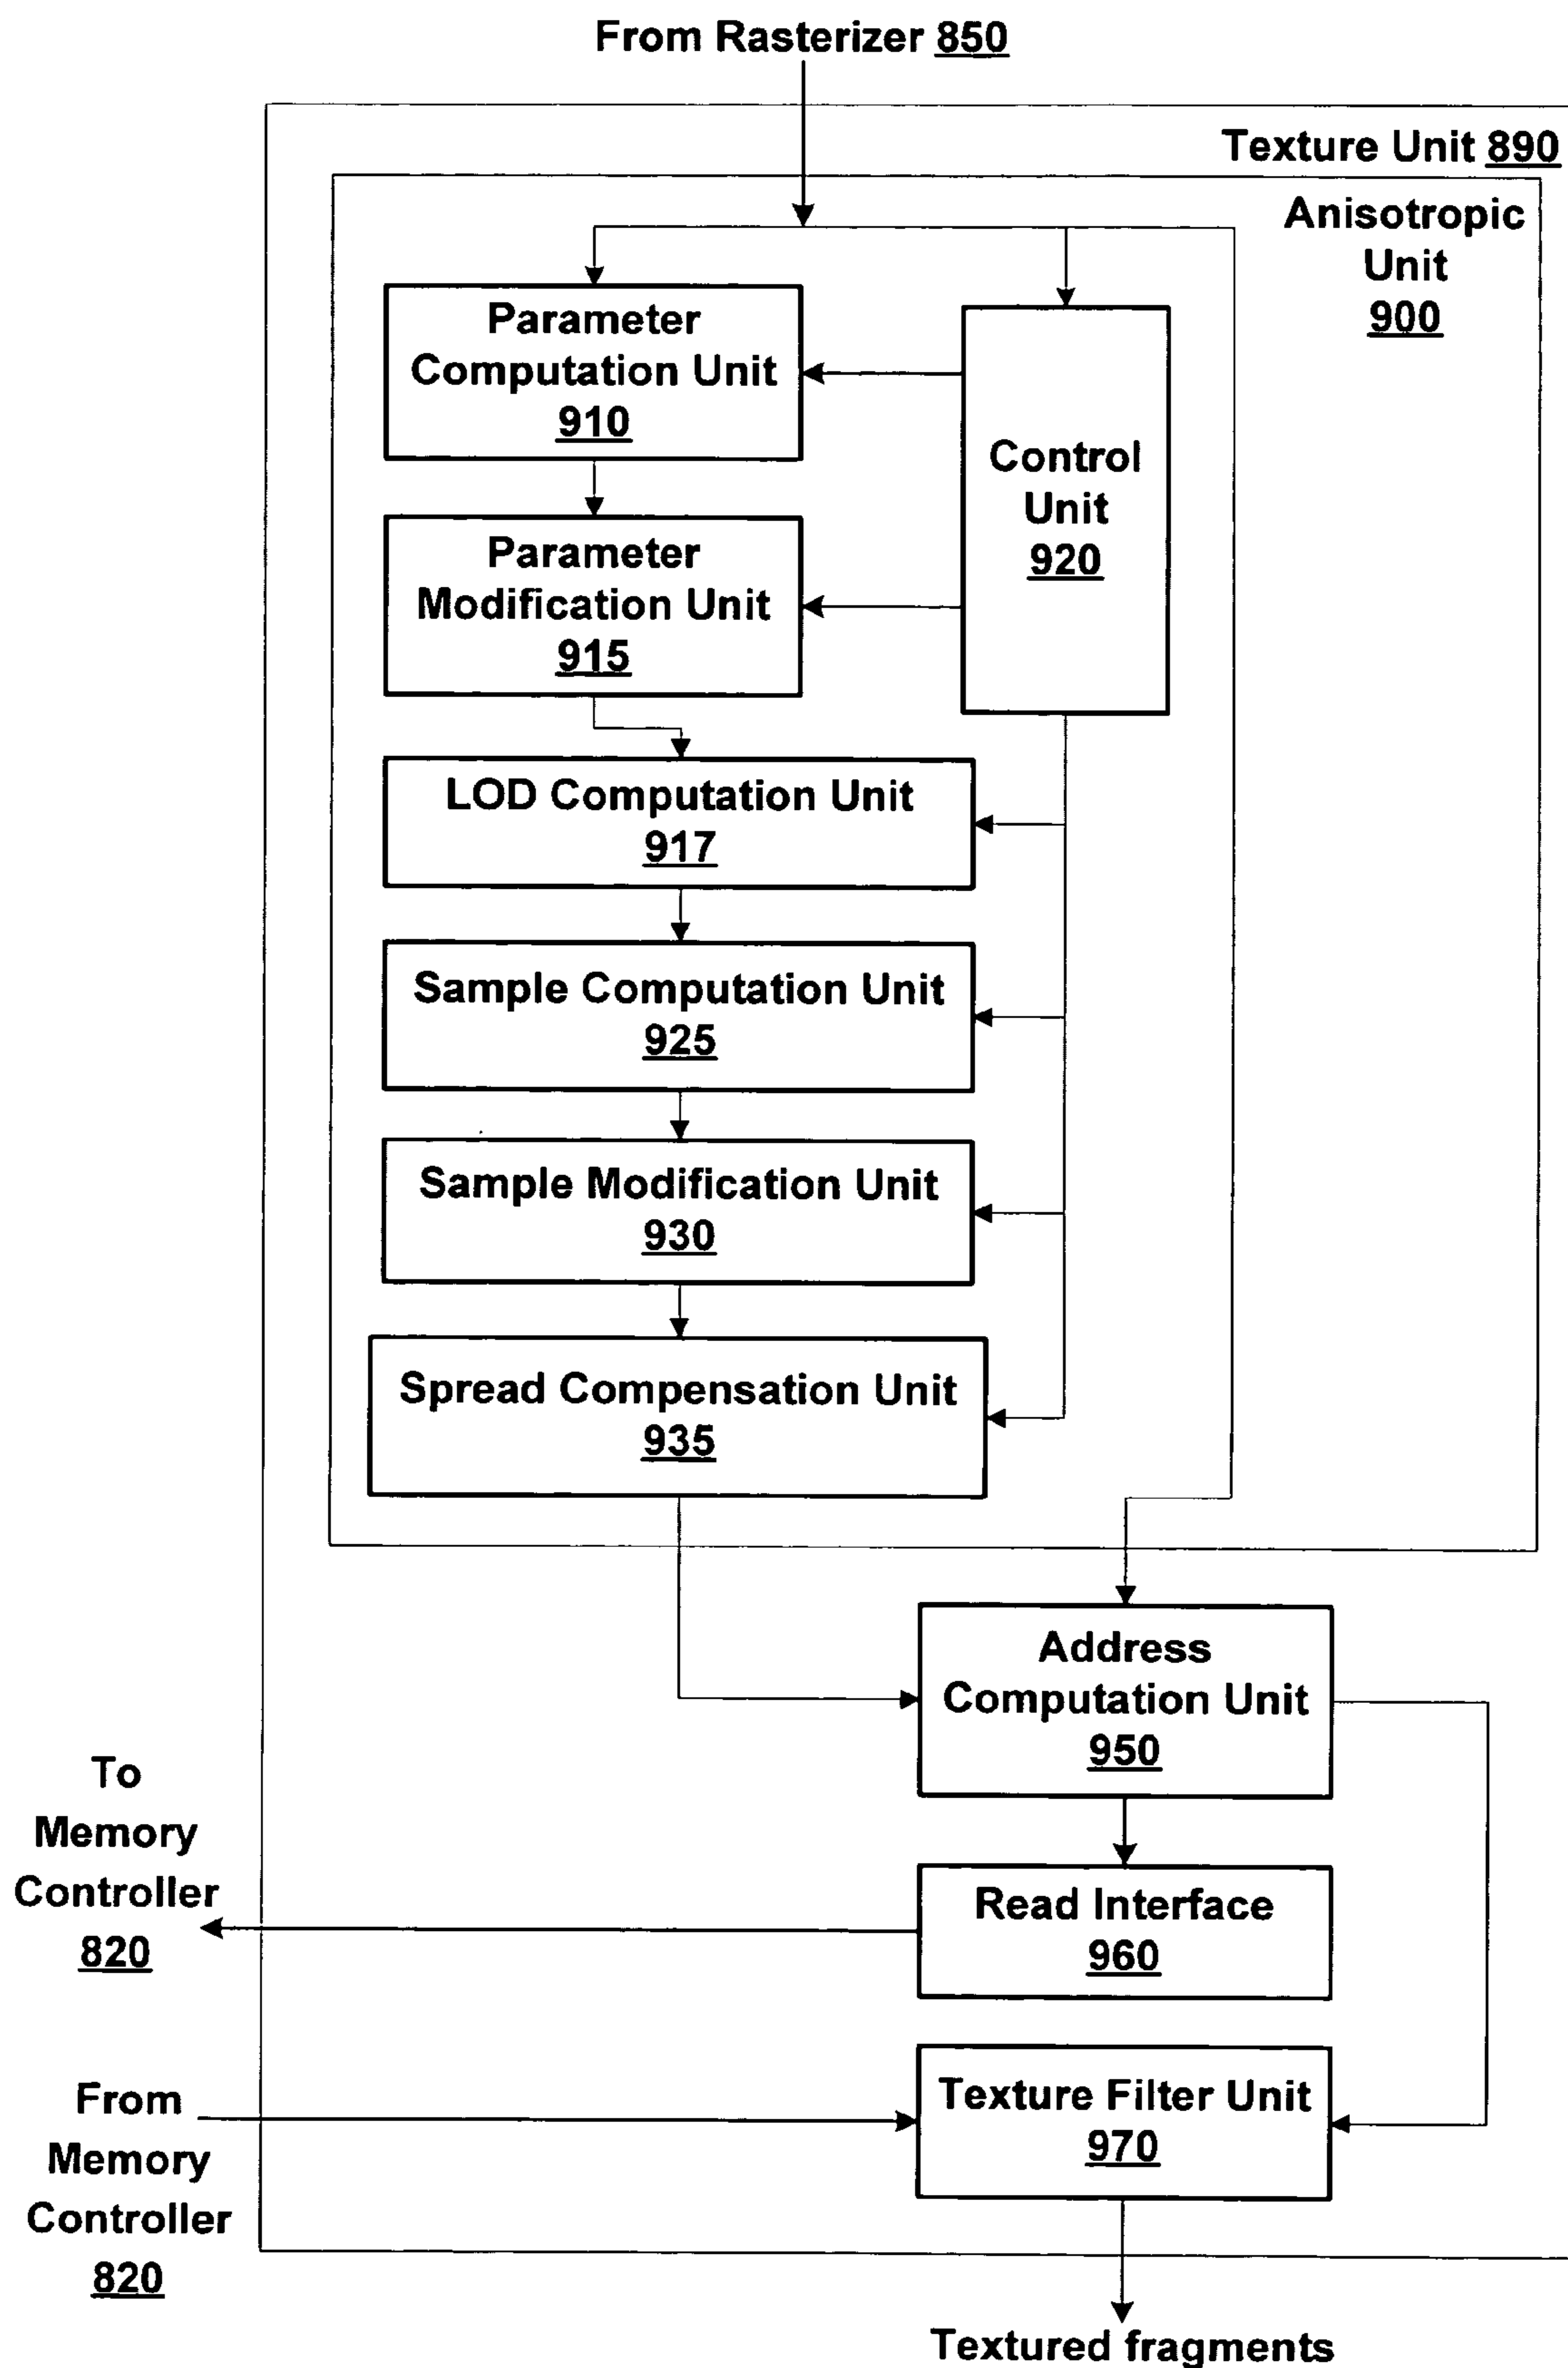 From Rasterizer 850
Texture Unit 890
Anisotropic
Unit
900
Parameter
Computation Unit
910
Control
Unit
920
Parameter
Modification Unit
915
LOD Computation Unit
917
Sample Computation Unit
925
Sample Modification Unit
930
Spread Compensation Unit
935
Address
Computation Unit
950
To
Memory
Controller
820
Read Interface
960
From
Memory
Controller
820
Texture Filter Unit
970
Textured fragments